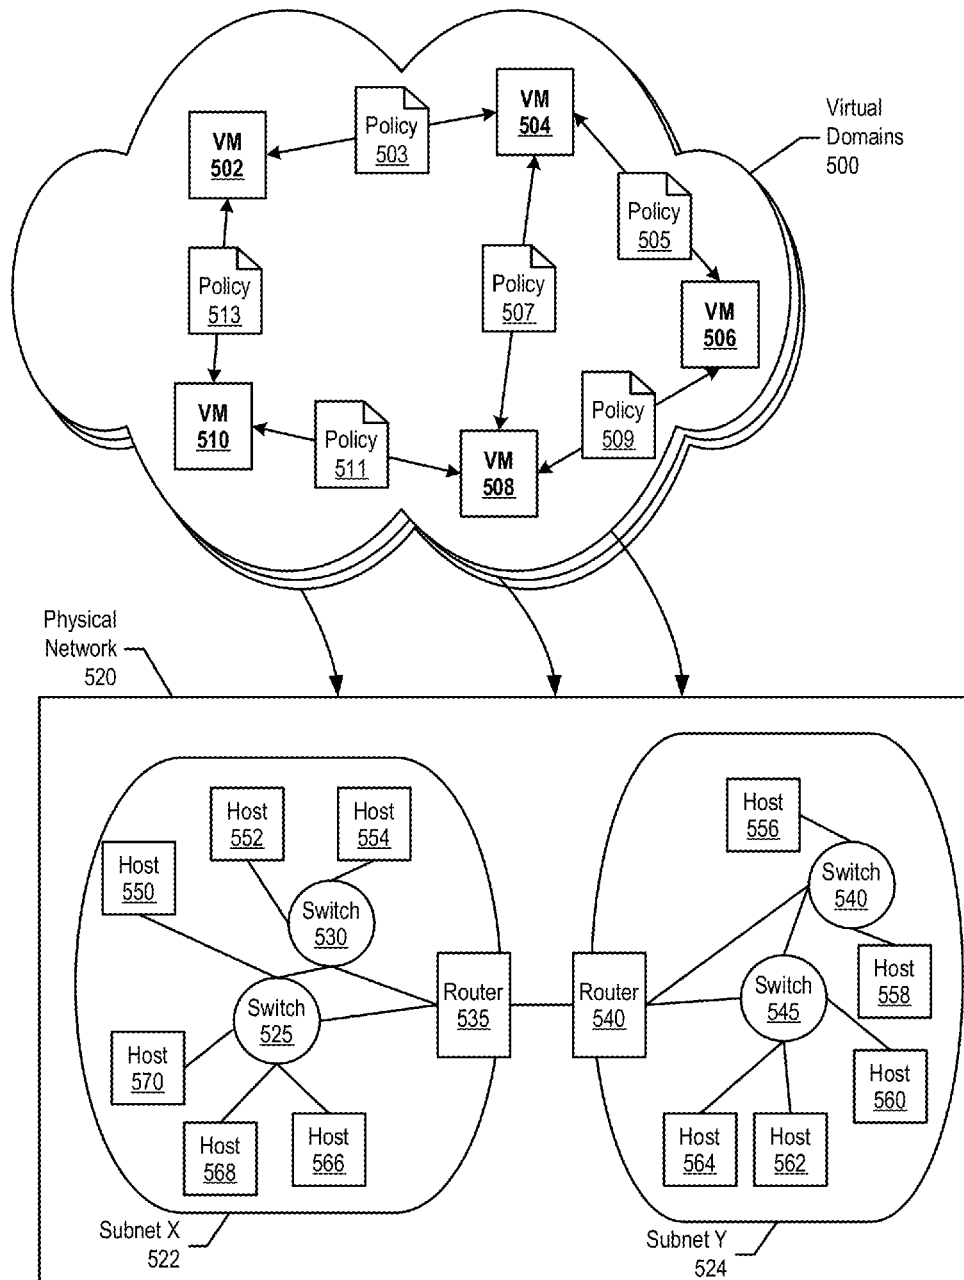 VM
504
Policy
503
VM
502
Virtual
Domains
500
Policy
505
Policy
513
Policy
507
VM
506
VM
510
Policy
511
Policy
509
VM
508
Physical
Network
520
Host
552
Host
554
Host
556
Host
550
Switch
530
Switch
540
Switch
525
Router
535
Router
540
Switch
545
Host
558
Host
570
Host
560
Host
568
Host
566
Host
564
Host
562
Subnet X
522
Subnet Y
524